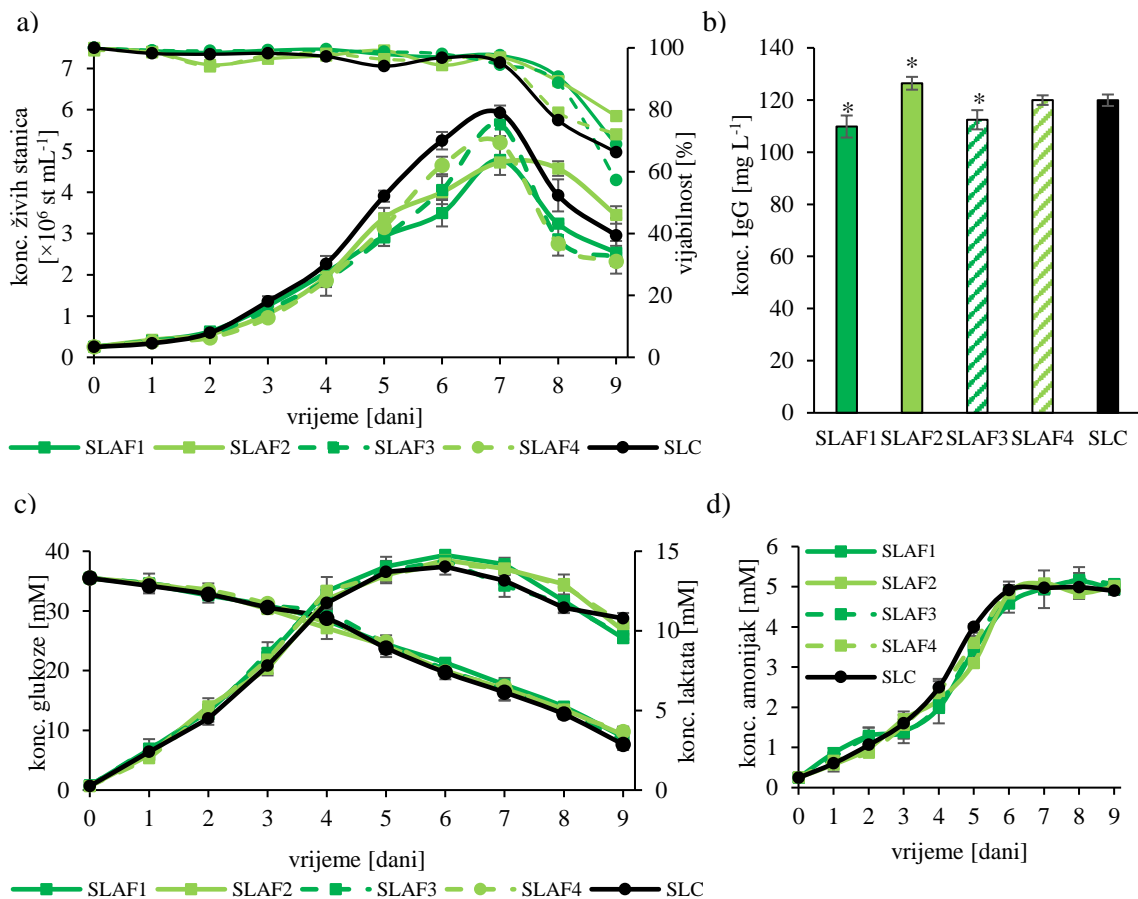 a)
konc. živih stanica
[×10⁶ st mL⁻¹]
7
6
5
4
3
2
1
0
100
80
60
40
20
0
vijabilnost [%]
0 1 2 3 4 5 6 7 8 9
vrijeme [dani]
SLAF1 SLAF2 SLAF3 SLAF4 SLC
b)
konc. IgG [mg L⁻¹]
140
120
100
80
60
40
20
0
* * *
SLAF1 SLAF2 SLAF3 SLAF4 SLC
c)
konc. glukoze [mM]
40
30
20
10
0
15
10
5
0
konc. laktata [mM]
0 1 2 3 4 5 6 7 8 9
vrijeme [dani]
SLAF1 SLAF2 SLAF3 SLAF4 SLC
d)
konc. amonijak [mM]
6
5
4
3
2
1
0
SLAF1
SLAF2
SLAF3
SLAF4
SLC
0 1 2 3 4 5 6 7 8 9
vrijeme [dani]